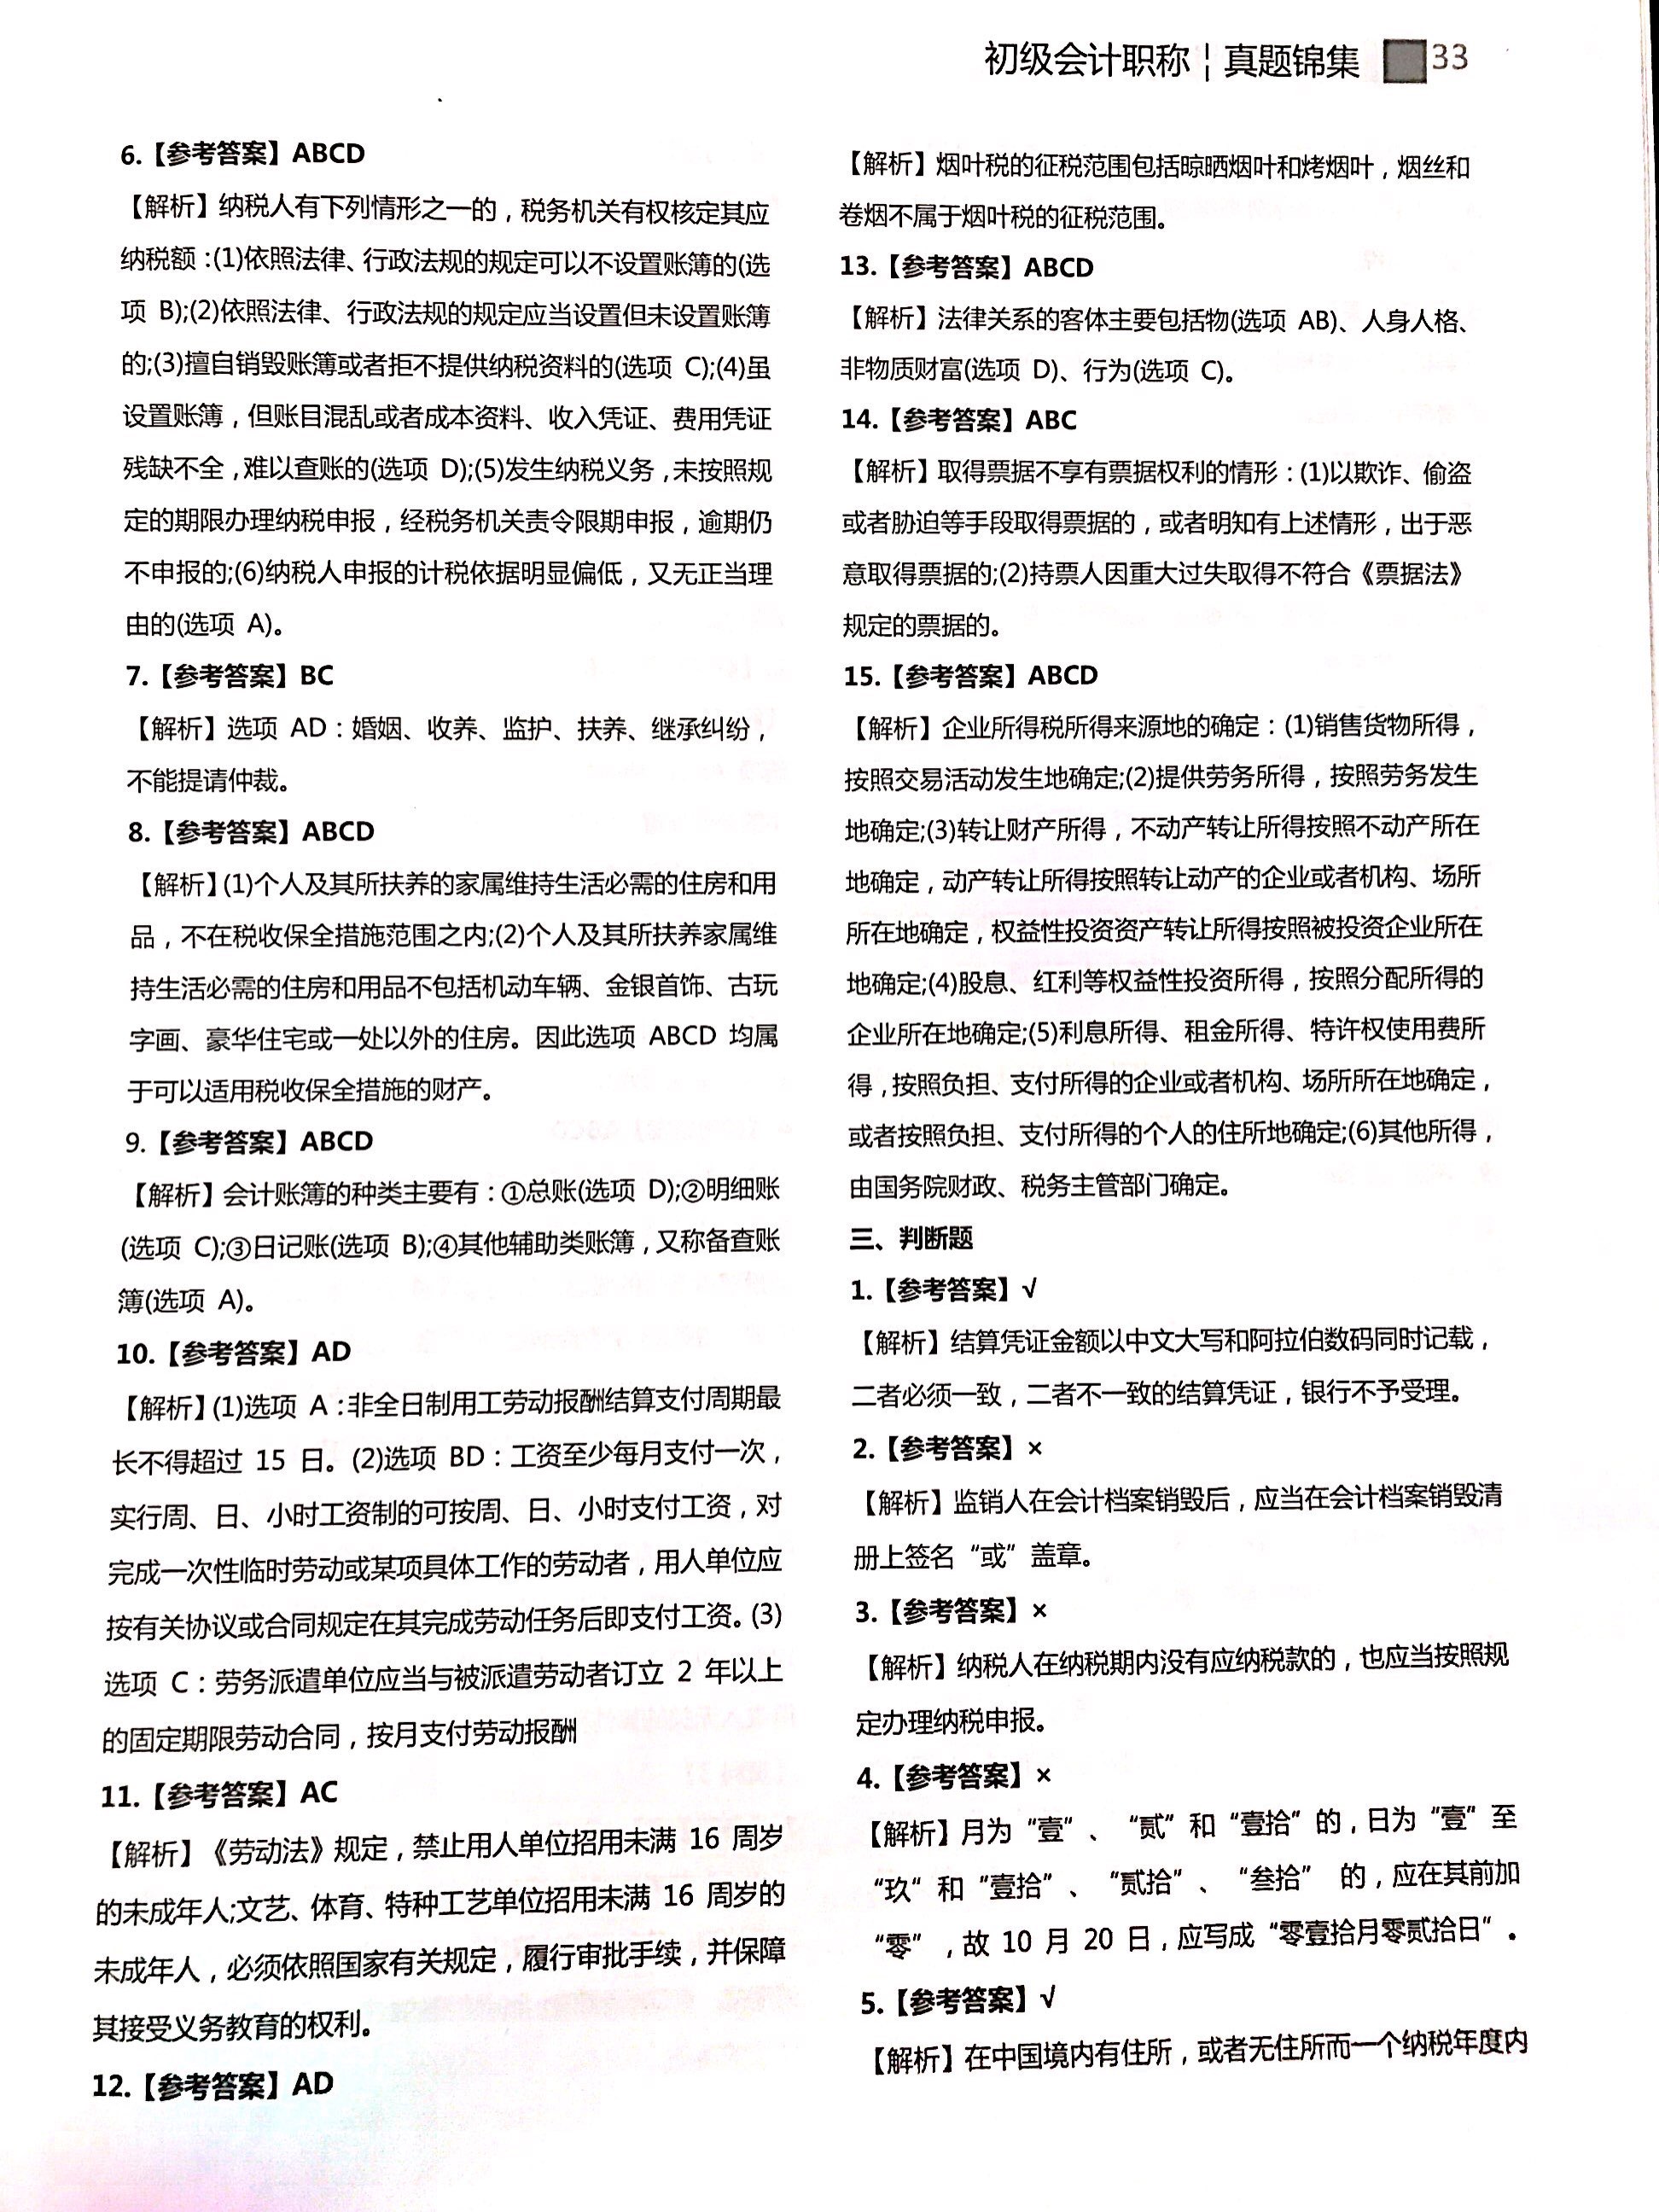 初级会计职称¦真题锦集 33
6.【参考答案】ABCD
【解析】纳税人有下列情形之一的，税务机关有权核定其应
纳税额：(1)依照法律、行政法规的规定可以不设置账簿的(选
项 B);(2)依照法律、行政法规的规定应当设置但未设置账簿
的;(3)擅自销毁账簿或者拒不提供纳税资料的(选项 C);(4)虽
设置账簿，但账目混乱或者成本资料、收入凭证、费用凭证
残缺不全，难以查账的(选项 D);(5)发生纳税义务，未按照规
定的期限办理纳税申报，经税务机关责令限期申报，逾期仍
不申报的;(6)纳税人申报的计税依据明显偏低，又无正当理
由的(选项 A)。
7.【参考答案】BC
【解析】选项 AD：婚姻、收养、监护、扶养、继承纠纷，
不能提请仲裁。
8.【参考答案】ABCD
【解析】(1)个人及其所扶养的家属维持生活必需的住房和用
品，不在税收保全措施范围之内;(2)个人及其所扶养家属维
持生活必需的住房和用品不包括机动车辆、金银首饰、古玩
字画、豪华住宅或一处以外的住房。因此选项 ABCD 均属
于可以适用税收保全措施的财产。
9.【参考答案】ABCD
【解析】会计账簿的种类主要有：①总账(选项 D);②明细账
(选项 C);③日记账(选项 B);④其他辅助类账簿，又称备查账
簿(选项 A)。
10.【参考答案】AD
【解析】(1)选项 A：非全日制用工劳动报酬结算支付周期最
长不得超过 15 日。(2)选项 BD：工资至少每月支付一次，
实行周、日、小时工资制的可按周、日、小时支付工资，对
完成一次性临时劳动或某项具体工作的劳动者，用人单位应
按有关协议或合同规定在其完成劳动任务后即支付工资。(3)
选项 C：劳务派遣单位应当与被派遣劳动者订立 2 年以上
的固定期限劳动合同，按月支付劳动报酬
11.【参考答案】AC
【解析】《劳动法》规定，禁止用人单位招用未满 16 周岁
的未成年人;文艺、体育、特种工艺单位招用未满 16 周岁的
未成年人，必须依照国家有关规定，履行审批手续，并保障
其接受义务教育的权利。
12.【参考答案】AD
【解析】烟叶税的征税范围包括晾晒烟叶和烤烟叶，烟丝和
卷烟不属于烟叶税的征税范围。
13.【参考答案】ABCD
【解析】法律关系的客体主要包括物(选项 AB)、人身人格、
非物质财富(选项 D)、行为(选项 C)。
14.【参考答案】ABC
【解析】取得票据不享有票据权利的情形：(1)以欺诈、偷盗
或者胁迫等手段取得票据的，或者明知有上述情形，出于恶
意取得票据的;(2)持票人因重大过失取得不符合《票据法》
规定的票据的。
15.【参考答案】ABCD
【解析】企业所得税所得来源地的确定：(1)销售货物所得，
按照交易活动发生地确定;(2)提供劳务所得，按照劳务发生
地确定;(3)转让财产所得，不动产转让所得按照不动产所在
地确定，动产转让所得按照转让动产的企业或者机构、场所
所在地确定，权益性投资资产转让所得按照被投资企业所在
地确定;(4)股息、红利等权益性投资所得，按照分配所得的
企业所在地确定;(5)利息所得、租金所得、特许权使用费所
得，按照负担、支付所得的企业或者机构、场所所在地确定，
或者按照负担、支付所得的个人的住所地确定;(6)其他所得，
由国务院财政、税务主管部门确定。
三、判断题
1.【参考答案】√
【解析】结算凭证金额以中文大写和阿拉伯数码同时记载，
二者必须一致，二者不一致的结算凭证，银行不予受理。
2.【参考答案】×
【解析】监销人在会计档案销毁后，应当在会计档案销毁清
册上签名“或”盖章。
3.【参考答案】×
【解析】纳税人在纳税期内没有应纳税款的，也应当按照规
定办理纳税申报。
4.【参考答案】×
【解析】月为“壹”、“贰”和“壹拾”的，日为“壹”至
“玖“和“壹拾”、“贰拾”、“叁拾” 的，应在其前加
“零”，故 10 月 20 日，应写成“零壹拾月零贰拾日”。
5.【参考答案】√
【解析】在中国境内有住所，或者无住所而一个纳税年度内